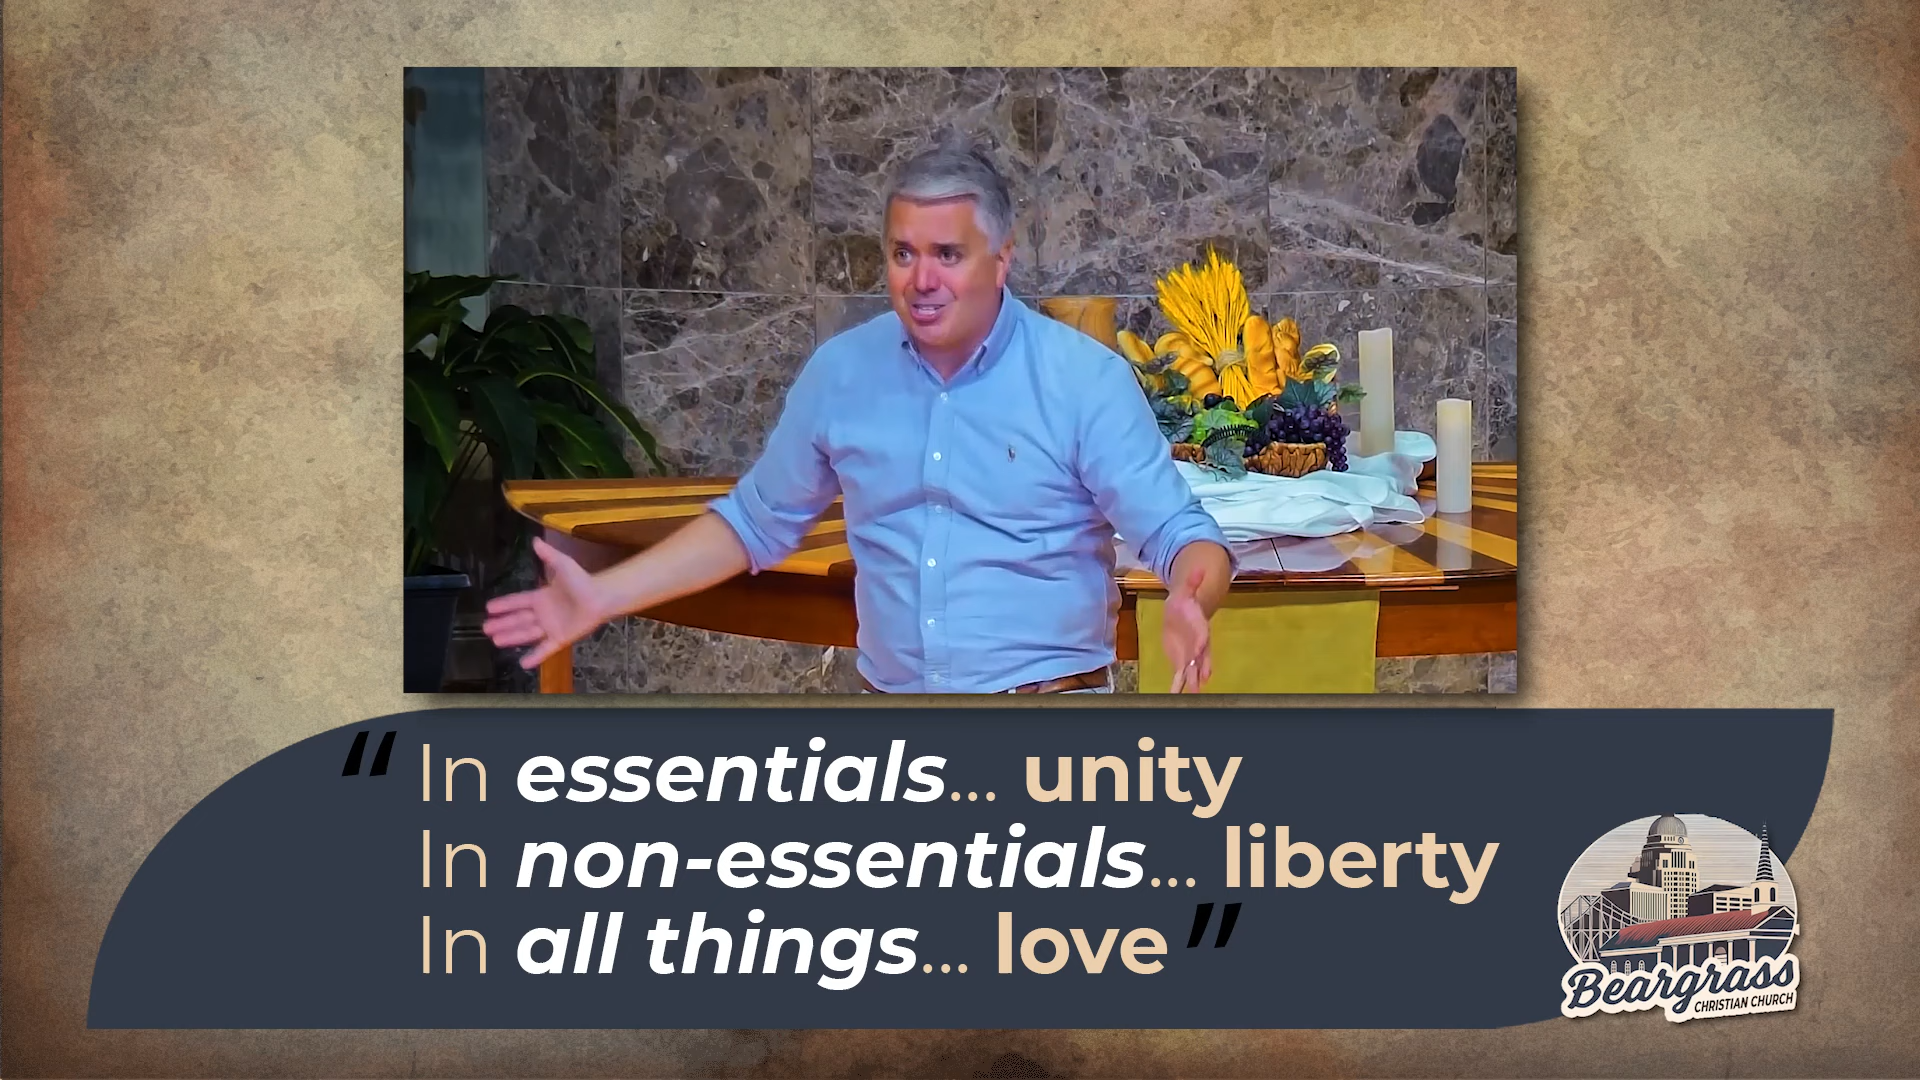 “In essentials... unity
In non-essentials... liberty
In all things... love”
Beargrass
CHRISTIAN CHURCH